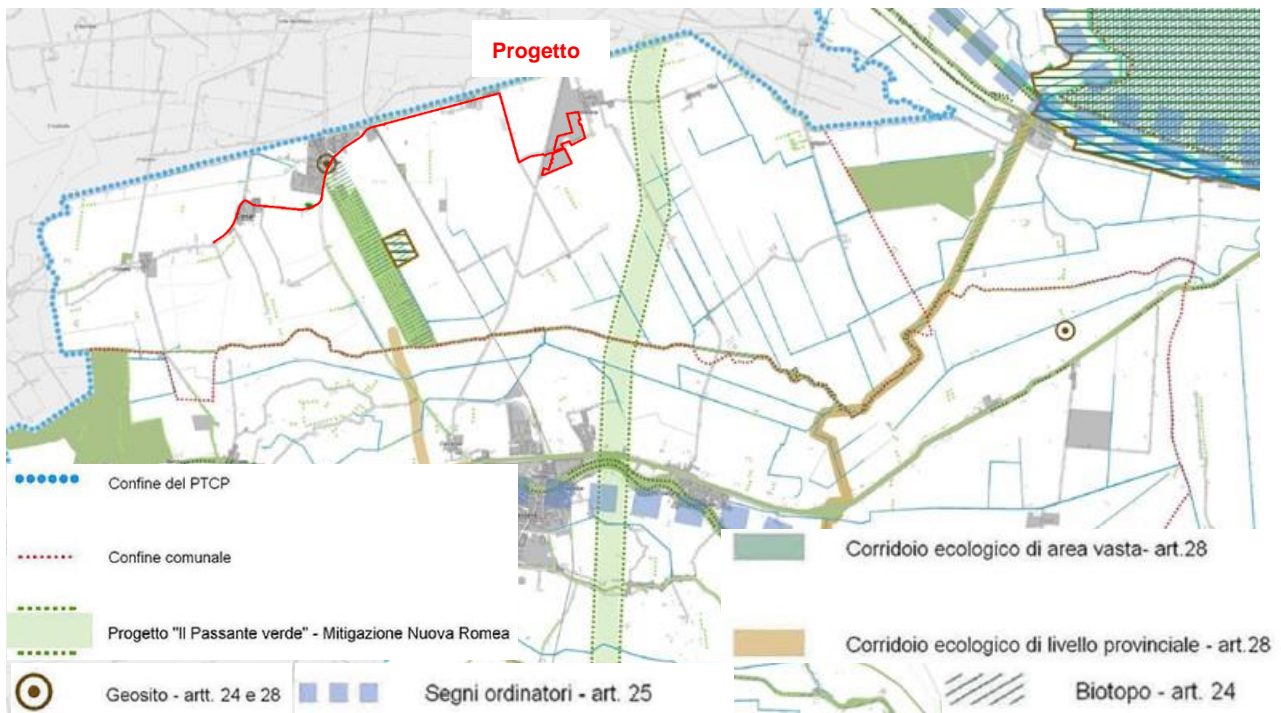 Progetto
Confine del PTCP
Confine comunale
Progetto "Il Passante verde" - Mitigazione Nuova Romea
Corridoio ecologico di area vasta- art.28
Corridoio ecologico di livello provinciale - art.28
Geosito - artt. 24 e 28
Segni ordinatori - art. 25
Biotopo - art. 24